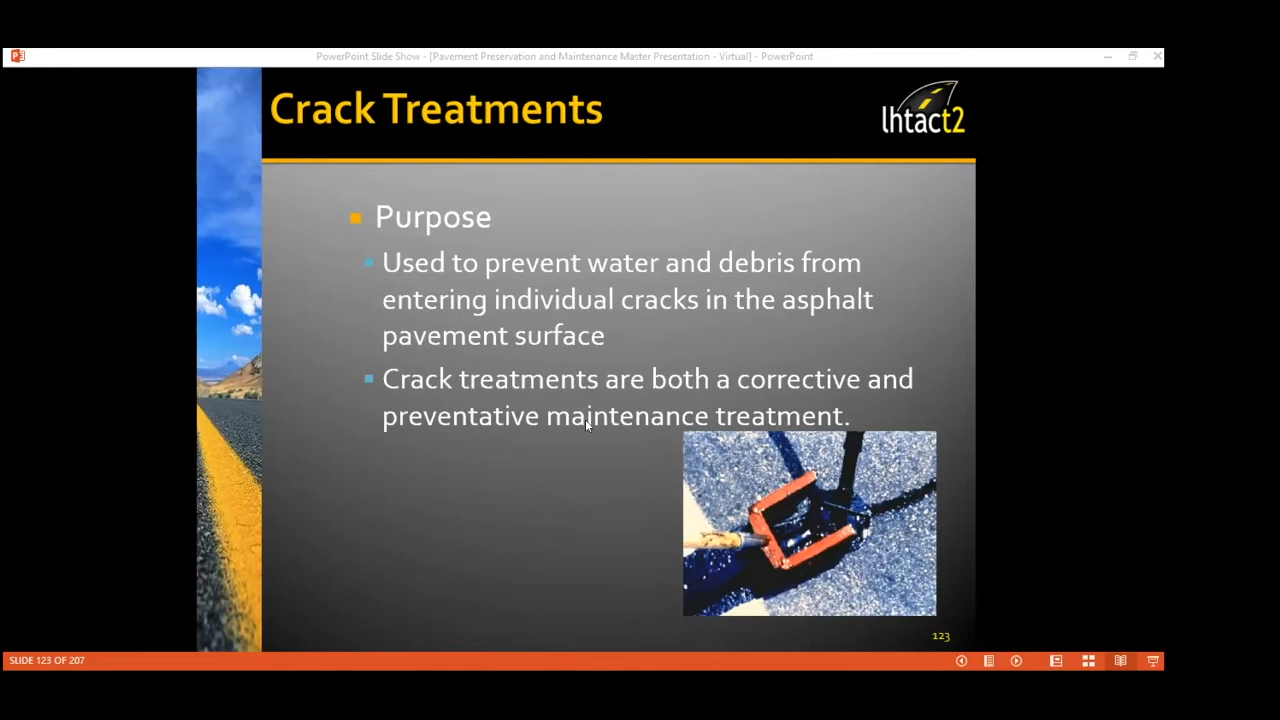 PowerPoint Slide Show - [Pavement Preservation and Maintenance Master Presentation - Virtual] - PowerPoint
Crack Treatments
lhtact2
Purpose
Used to prevent water and debris from
entering individual cracks in the asphalt
pavement surface
Crack treatments are both a corrective and
preventative maintenance treatment.
123
SLIDE 123 OF 207